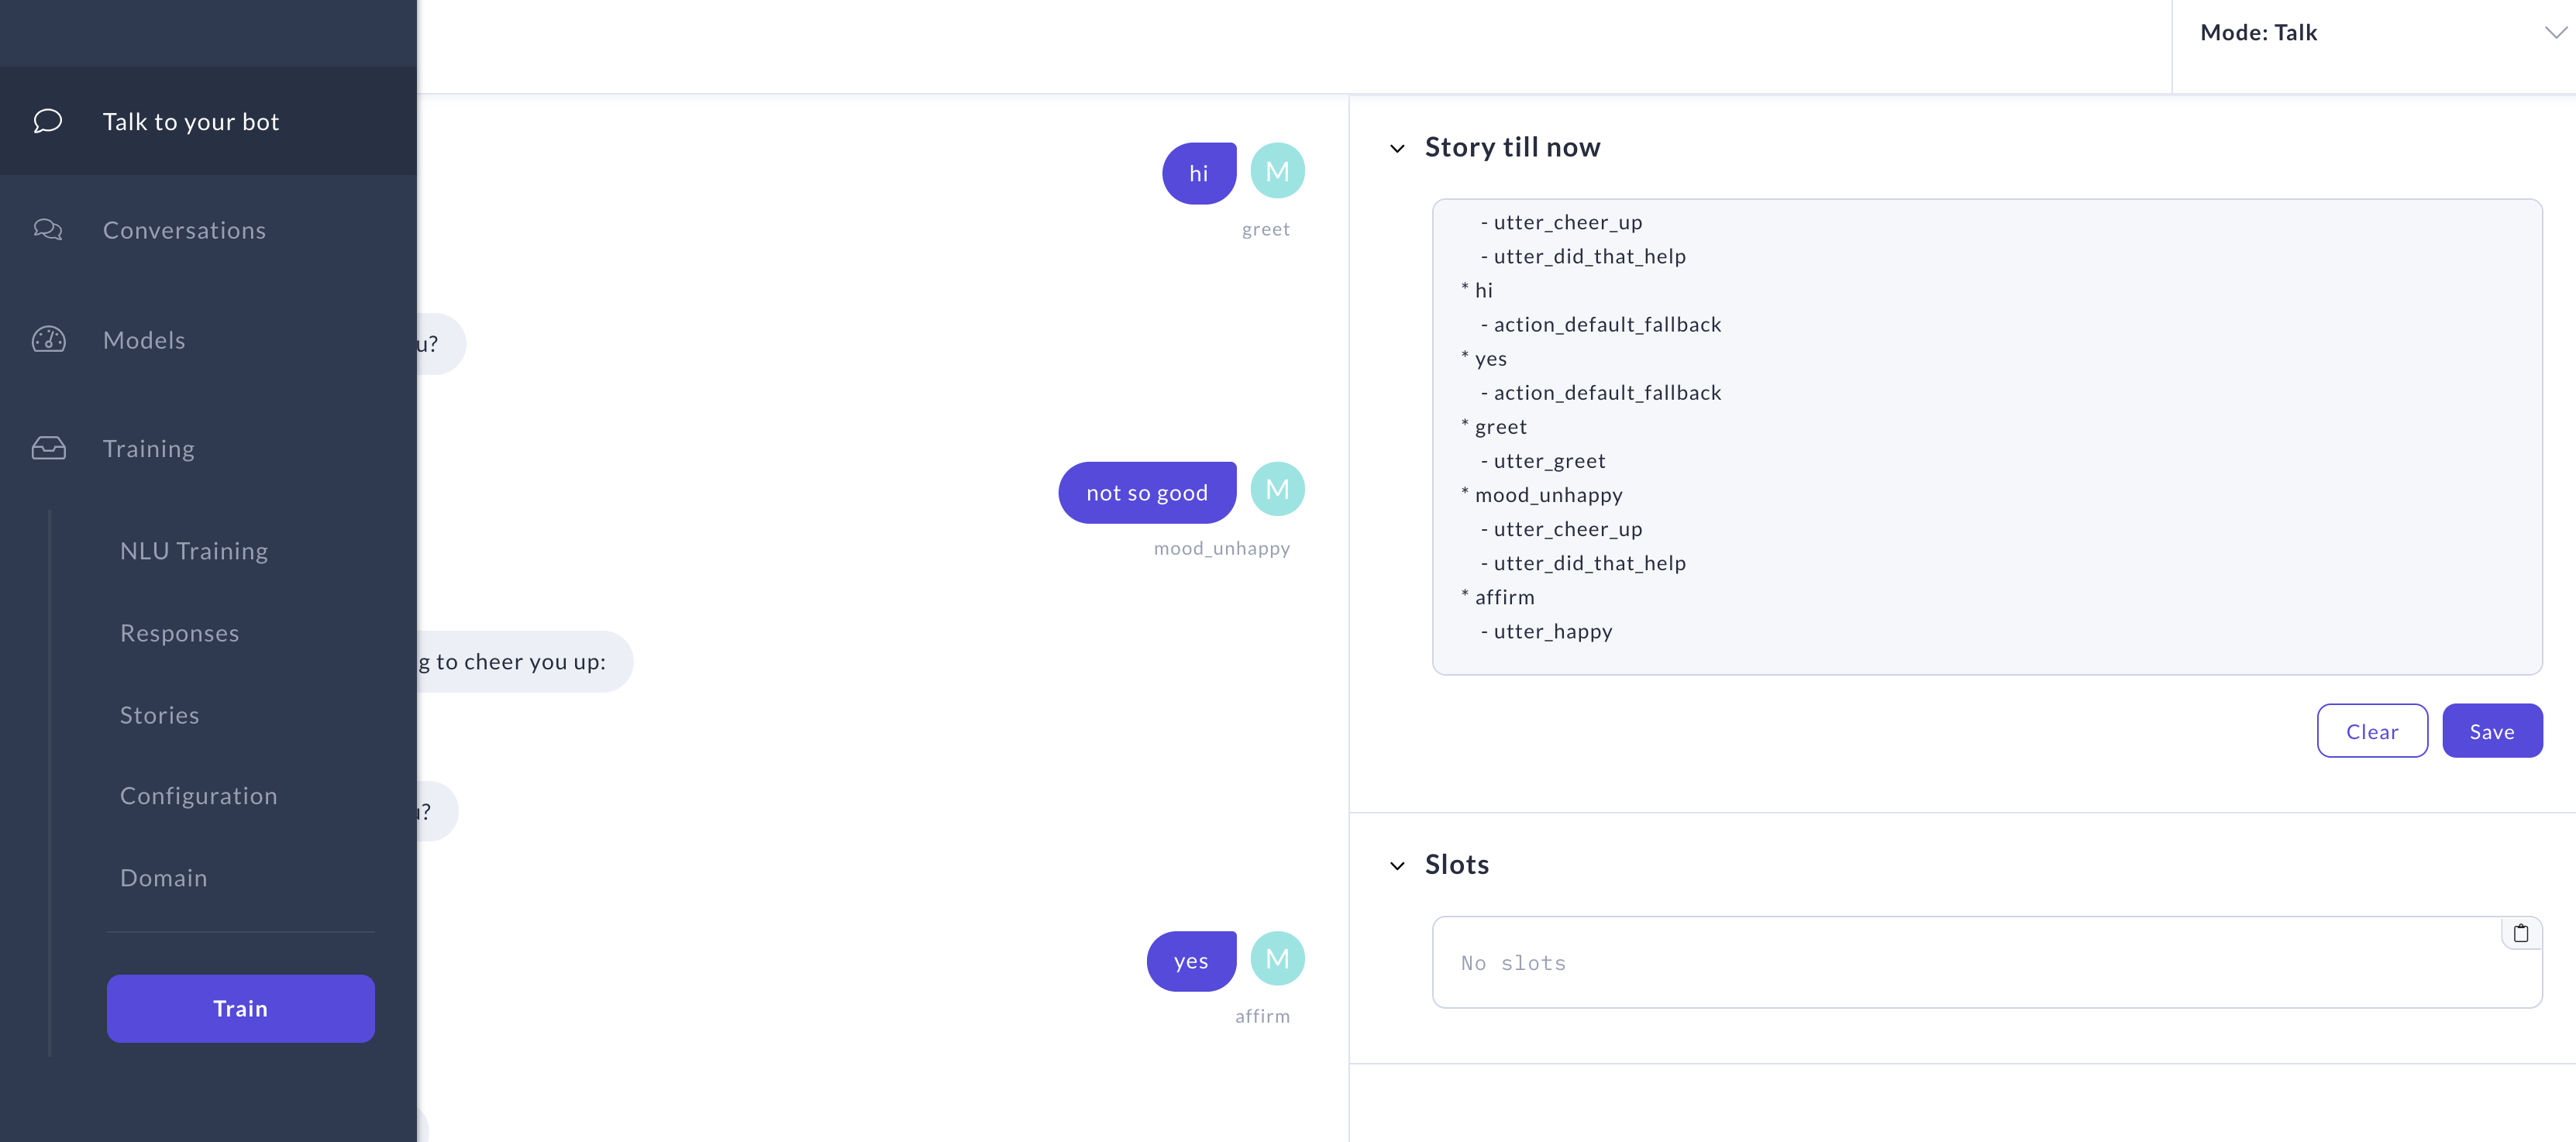 Talk to your bot
Conversations
Models
Training
NLU Training
Responses
Stories
Configuration
Domain
Train
hi
M
greet
u?
not so good
M
mood_unhappy
g to cheer you up:
?
yes
M
affirm
Mode: Talk
Story till now
- utter_cheer_up
- utter_did_that_help
* hi
- action_default_fallback
* yes
- action_default_fallback
* greet
- utter_greet
* mood_unhappy
- utter_cheer_up
- utter_did_that_help
* affirm
- utter_happy
Clear
Save
Slots
No slots